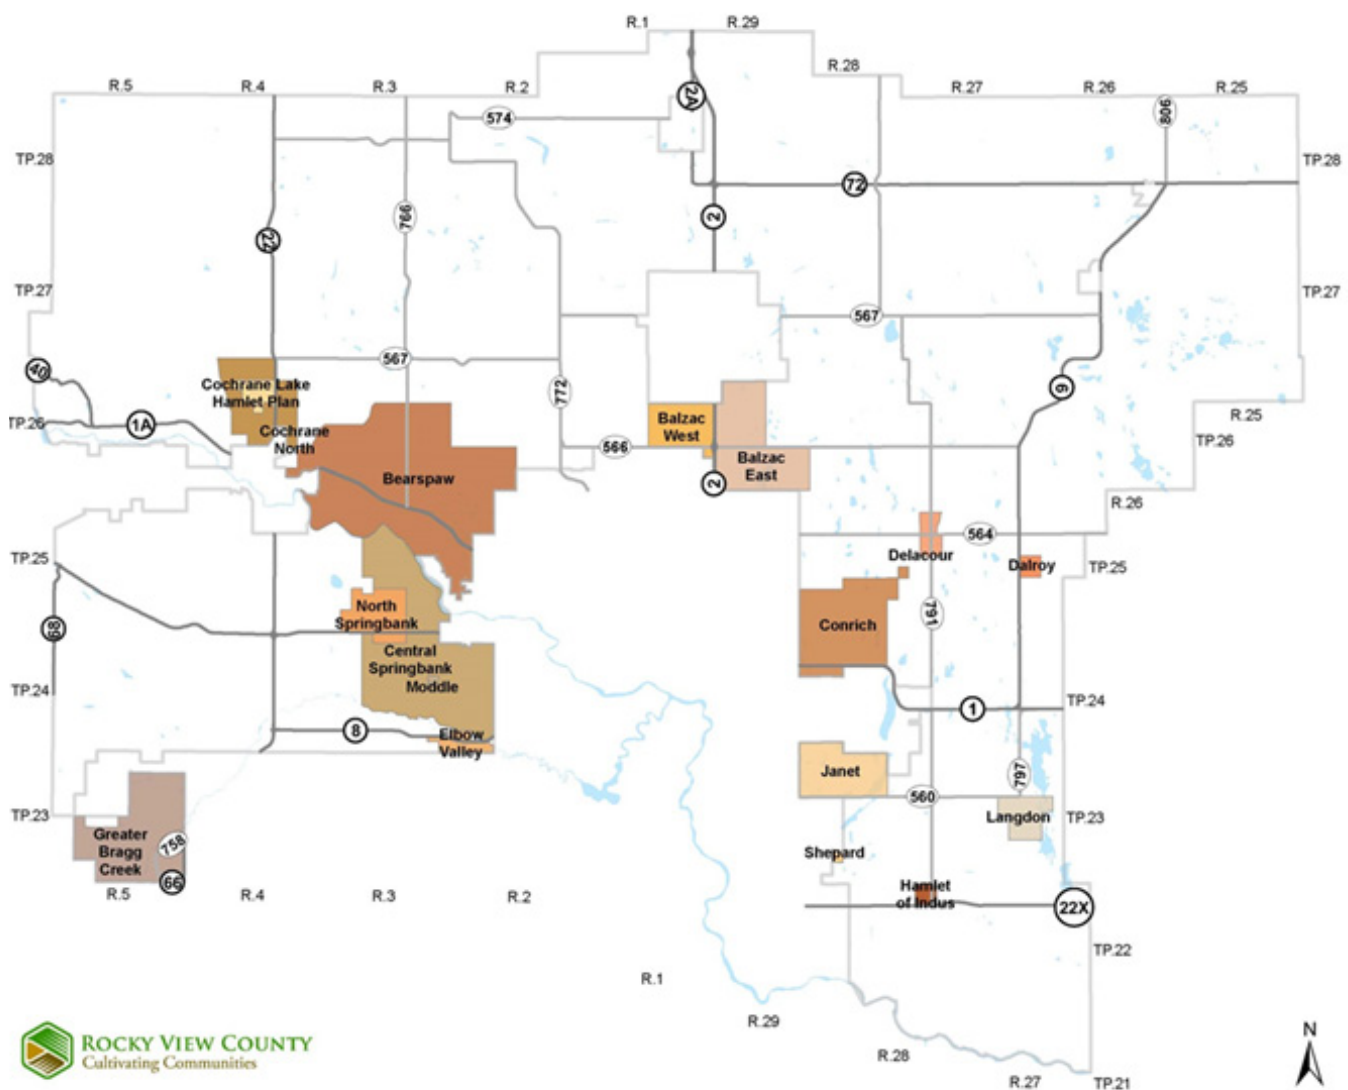 R.1
R.29
R.28
R.5
R.4
R.3
R.2
R.27
R.26
R.25
2A
574
806
TP.28
TP.28
72
766
2
22
TP.27
TP.27
567
567
40
Cochrane Lake
Hamlet Plan
772
9
1A
TP.26
R.25
Balzac
West
Cochrane
North
566
TP.26
Bearspaw
Balzac
East
2
R.26
564
Delacour
TP.25
Dalroy
TP.25
North
Springbank
791
Conrich
68
Central
Springbank
Moddle
TP.24
TP.24
1
8
Elbow
Valley
Janet
797
560
TP.23
Langdon
TP.23
Greater
Bragg
Creek
758
Shepard
66
R.5
R.4
R.3
R.2
Hamlet
of Indus
22X
TP.22
R.1
R.29
ROCKY VIEW COUNTY
Cultivating Communities
N
R.28
R.27
TP.21